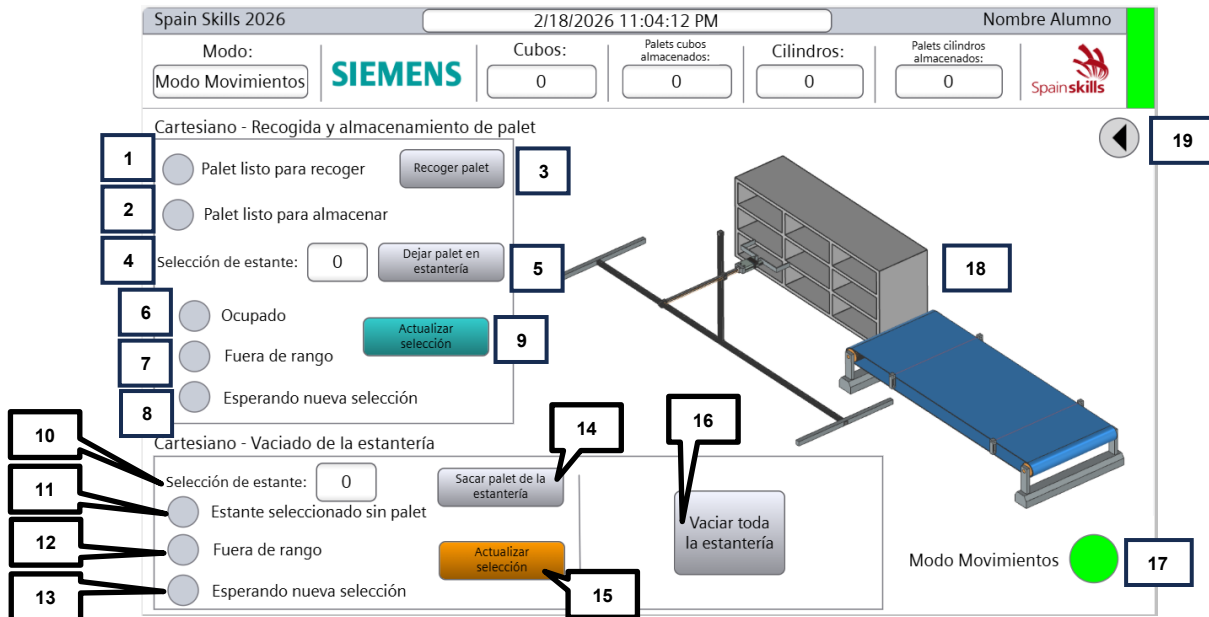 Spain Skills 2026
2/18/2026 11:04:12 PM
Nombre Alumno
Modo:
Modo Movimientos
SIEMENS
Cubos:
0
Palets cubos
almacenados:
0
Cilindros:
0
Palets cilindros
almacenados:
0
Spainskills
Cartesiano - Recogida y almacenamiento de palet
19
1
Palet listo para recoger
Recoger palet
3
2
Palet listo para almacenar
4
Selección de estante:
0
Dejar palet en
estantería
5
18
6
Ocupado
Actualizar
selección
9
7
Fuera de rango
8
Esperando nueva selección
10
Cartesiano - Vaciado de la estantería
14
16
Selección de estante:
0
Sacar palet de la
estantería
11
Estante seleccionado sin palet
Vaciar toda
la estantería
12
Fuera de rango
Actualizar
selección
Modo Movimientos
17
13
Esperando nueva selección
15